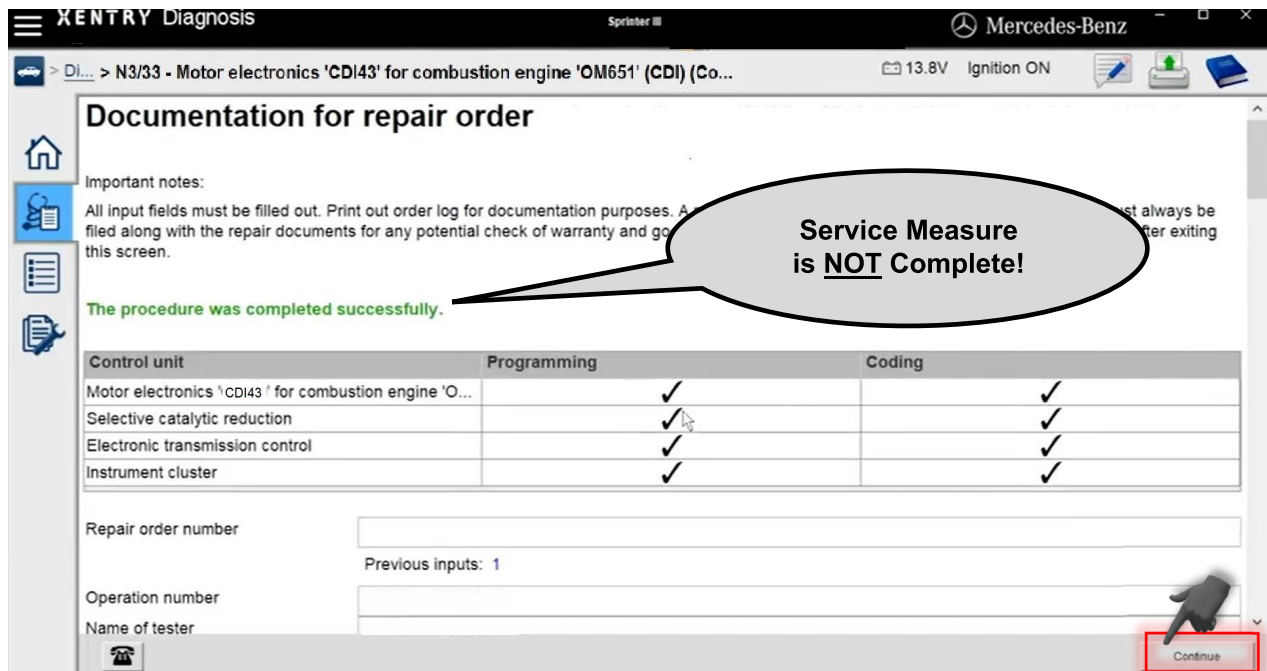 XENTRY Diagnosis
Sprinter III
Mercedes-Benz
> Di... > N3/33 - Motor electronics 'CDI43' for combustion engine 'OM651' (CDI) (Co...
13.8V Ignition ON
Documentation for repair order
Important notes:
All input fields must be filled out. Print out order log for documentation purposes. A st always be
filed along with the repair documents for any potential check of warranty and go fter exiting
this screen.
Service Measure
is NOT Complete!
The procedure was completed successfully.
Control unit Programming Coding
Motor electronics 'CDI43' for combustion engine 'O... ✓ ✓
Selective catalytic reduction ✓ ✓
Electronic transmission control ✓ ✓
Instrument cluster ✓ ✓
Repair order number
Previous inputs: 1
Operation number
Name of tester
Continue